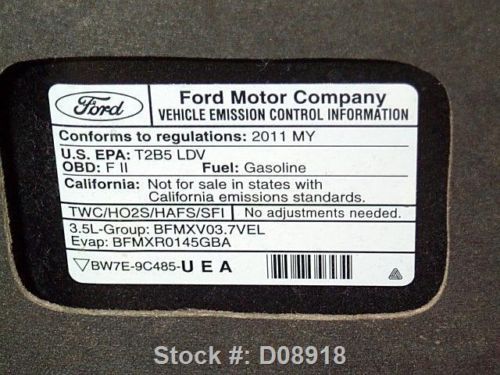 Ford
Ford Motor Company
VEHICLE EMISSION CONTROL INFORMATION
Conforms to regulations: 2011 MY
U.S. EPA: T2B5 LDV
OBD: F II Fuel: Gasoline
California: Not for sale in states with
California emissions standards.
TWC/HO2S/HAFS/SFI No adjustments needed.
3.5L-Group: BFMXV03.7VEL
Evap: BFMXR0145GBA
BW7E-9C485-U E A
Stock #: D08918